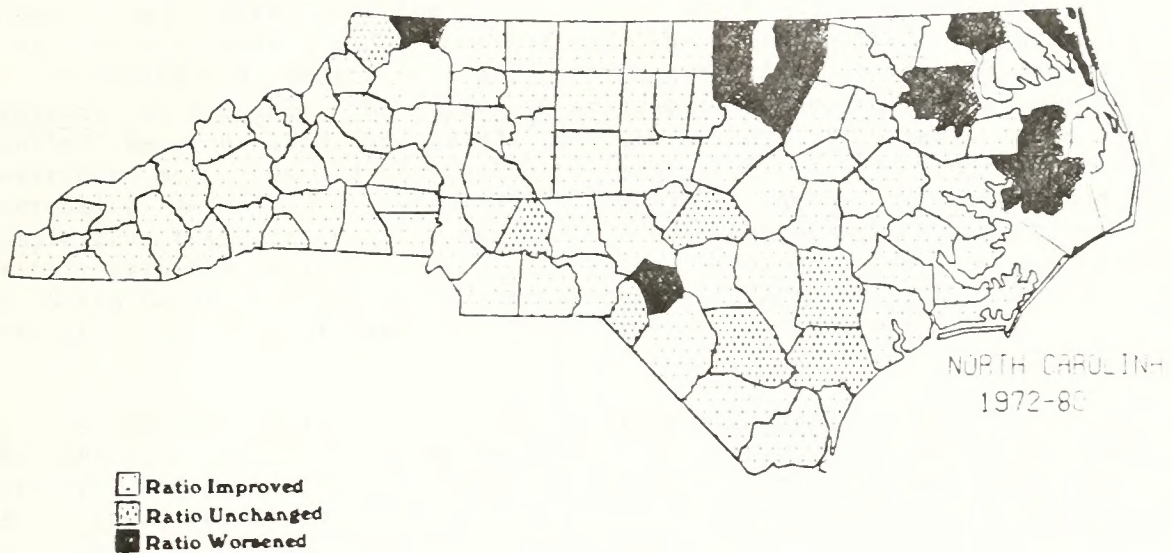 NORTH CAROLINA
1972-80
Ratio Improved
Ratio Unchanged
Ratio Worsened